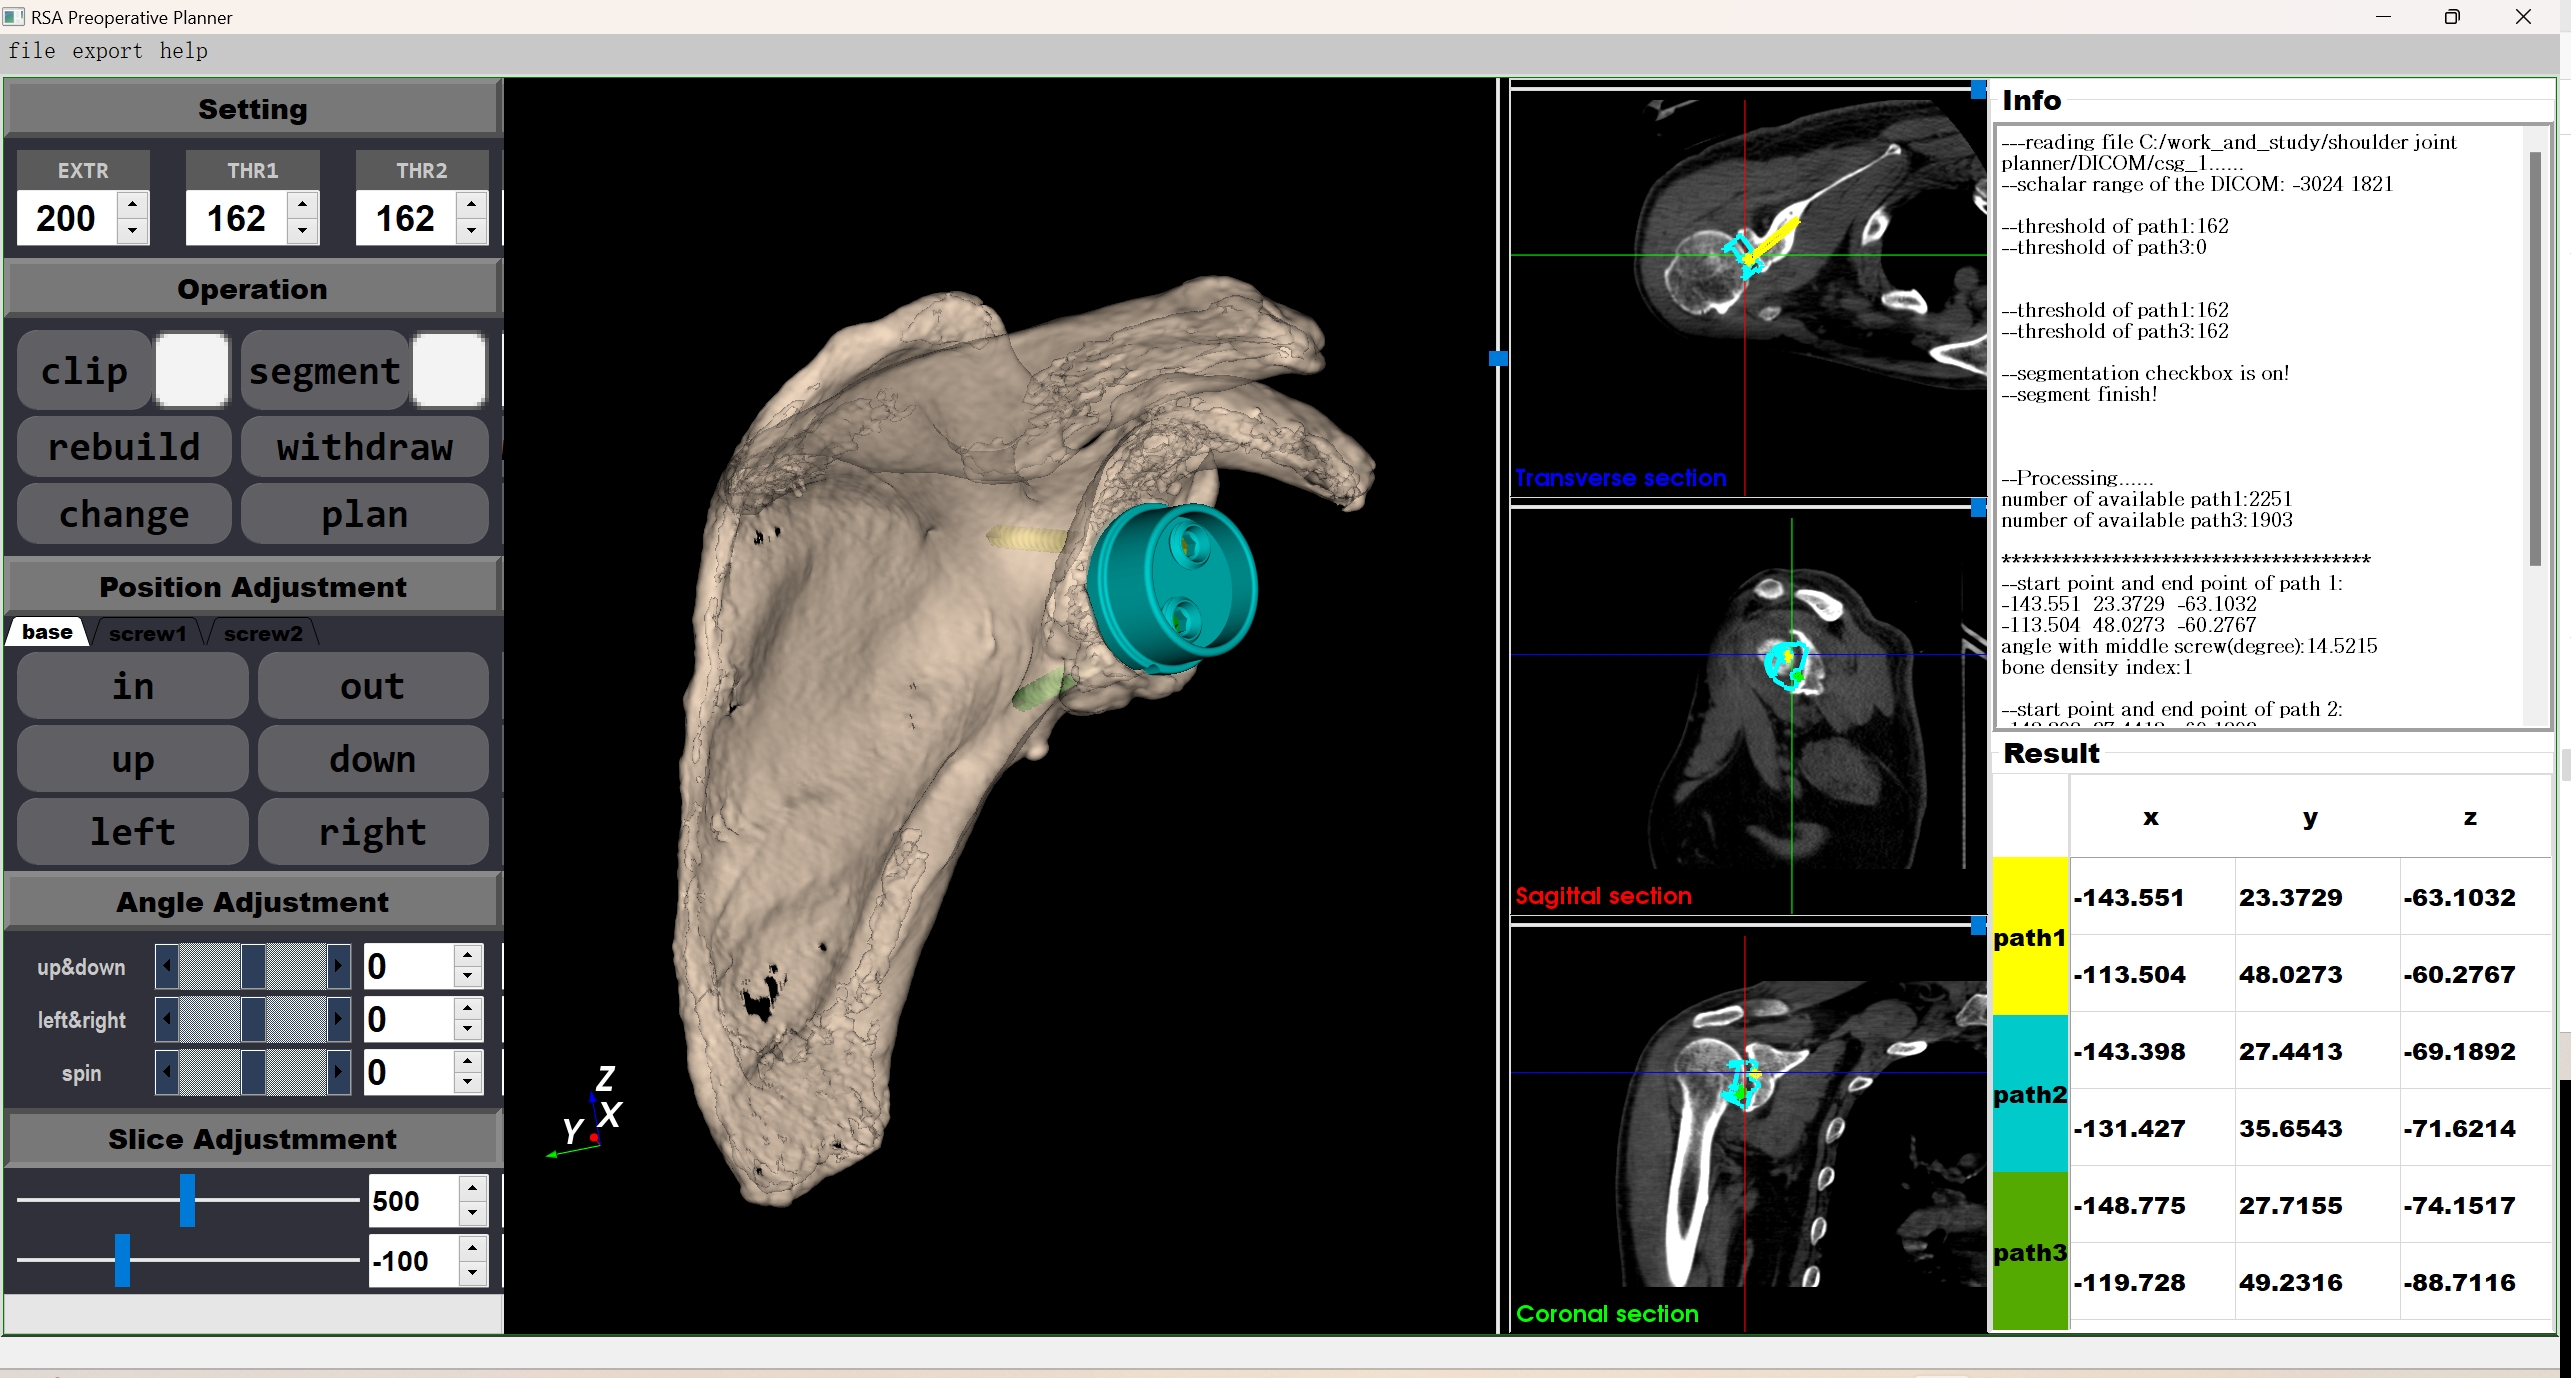 RSA Preoperative Planner
file export help
Setting
EXTR THR1 THR2
200 162 162
Operation
clip segment
rebuild withdraw
change plan
Position Adjustment
base screw1 screw2
in out
up down
left right
Angle Adjustment
up&down 0
left&right 0
spin 0
Slice Adjustmment
500
-100
Z
X
Y
Transverse section
Sagittal section
Coronal section
Info
---reading file C:/work_and_study/shoulder joint
planner/DICOM/csg_1......
--schalar range of the DICOM: -3024 1821
--threshold of path1:162
--threshold of path3:0
--threshold of path1:162
--threshold of path3:162
--segmentation checkbox is on!
--segment finish!
--Processing......
number of available path1:2251
number of available path3:1903
*************************************
--start point and end point of path 1:
-143.551 23.3729 -63.1032
-113.504 48.0273 -60.2767
angle with middle screw(degree):14.5215
bone density index:1
--start point and end point of path 2:
Result
x y z
path1
-143.551 23.3729 -63.1032
-113.504 48.0273 -60.2767
path2
-143.398 27.4413 -69.1892
-131.427 35.6543 -71.6214
path3
-148.775 27.7155 -74.1517
-119.728 49.2316 -88.7116